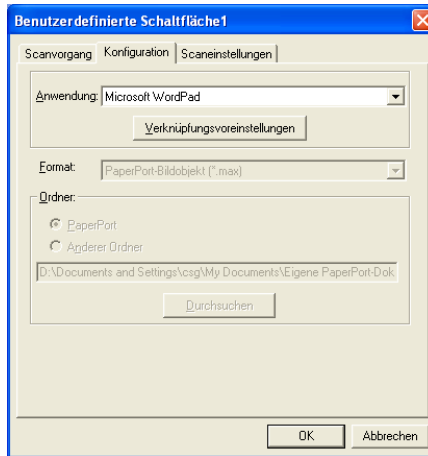 Benutzerdefinierte Schaltfläche1
Scanvorgang Konfiguration Scaneinstellungen
Anwendung: Microsoft WordPad
Verknüpfungsvoreinstellungen
Format: PaperPort-Bildobjekt (*.max)
Ordner:
PaperPort
Anderer Ordner
D:\Documents and Settings\csg\My Documents\Eigene PaperPort-Dok
Durchsuchen
OK Abbrechen